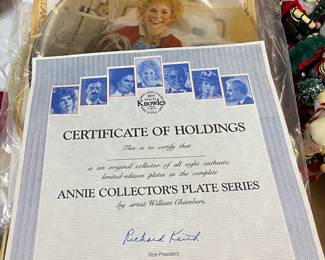 Knowles
CERTIFICATE OF HOLDINGS
This is to certify that
is an original collector of all eight authentic
limited-edition plates in the complete
ANNIE COLLECTOR'S PLATE SERIES
by artist William Chambers.
Richard Keith
Vice-President